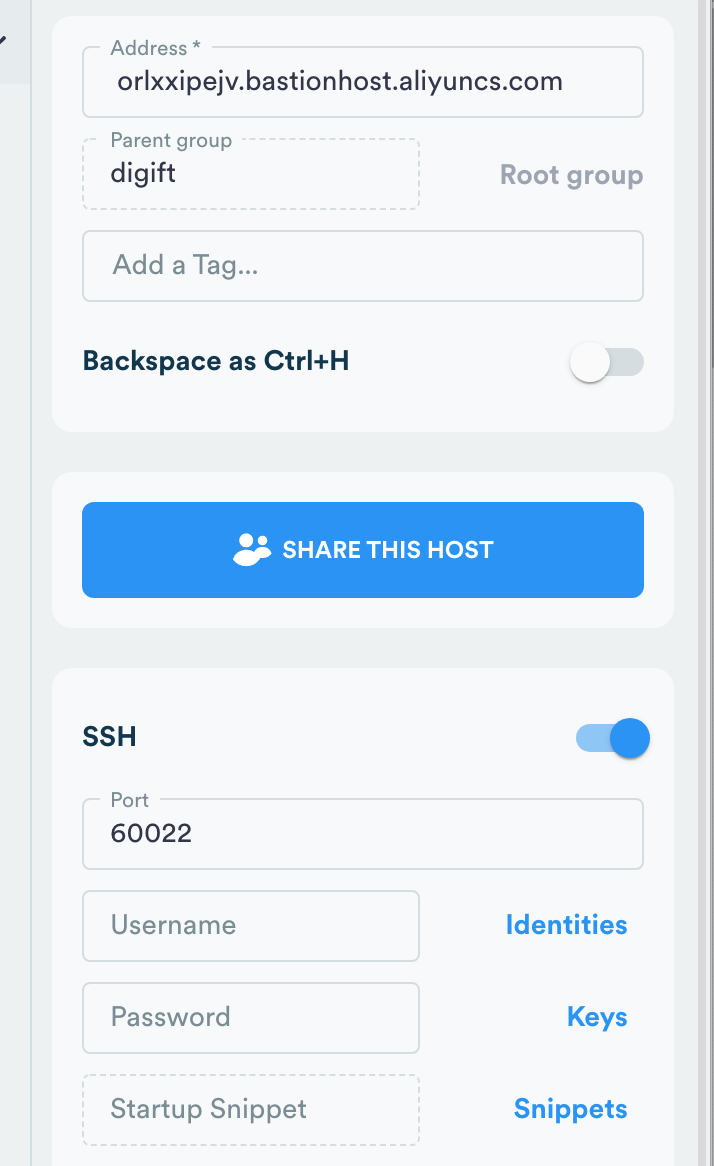 Address *
orlxxipejv.bastionhost.aliyuncs.com
Parent group
digift
Root group
Add a Tag...
Backspace as Ctrl+H
SHARE THIS HOST
SSH
Port
60022
Username
Identities
Password
Keys
Startup Snippet
Snippets